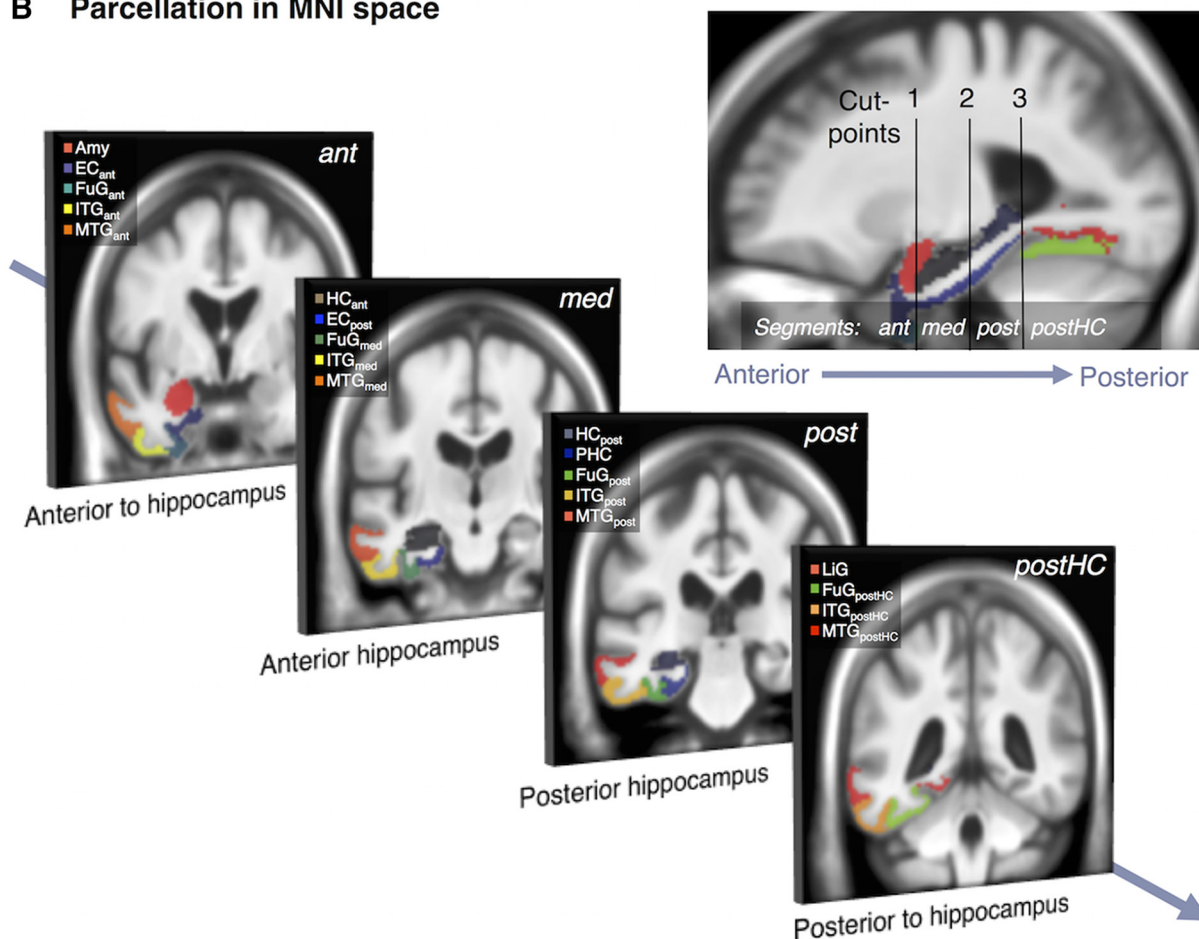 B Parcellation in MNI space
Cut-
points
1 2 3
Segments: ant med post postHC
Anterior Posterior
ant
Amy
ECant
FuGant
ITGant
MTGant
Anterior to hippocampus
med
HCant
ECpost
FuGmed
ITGmed
MTGmed
Anterior hippocampus
post
HCpost
PHC
FuGpost
ITGpost
MTGpost
Posterior hippocampus
postHC
LiG
FuGpostHC
ITGpostHC
MTGpostHC
Posterior to hippocampus